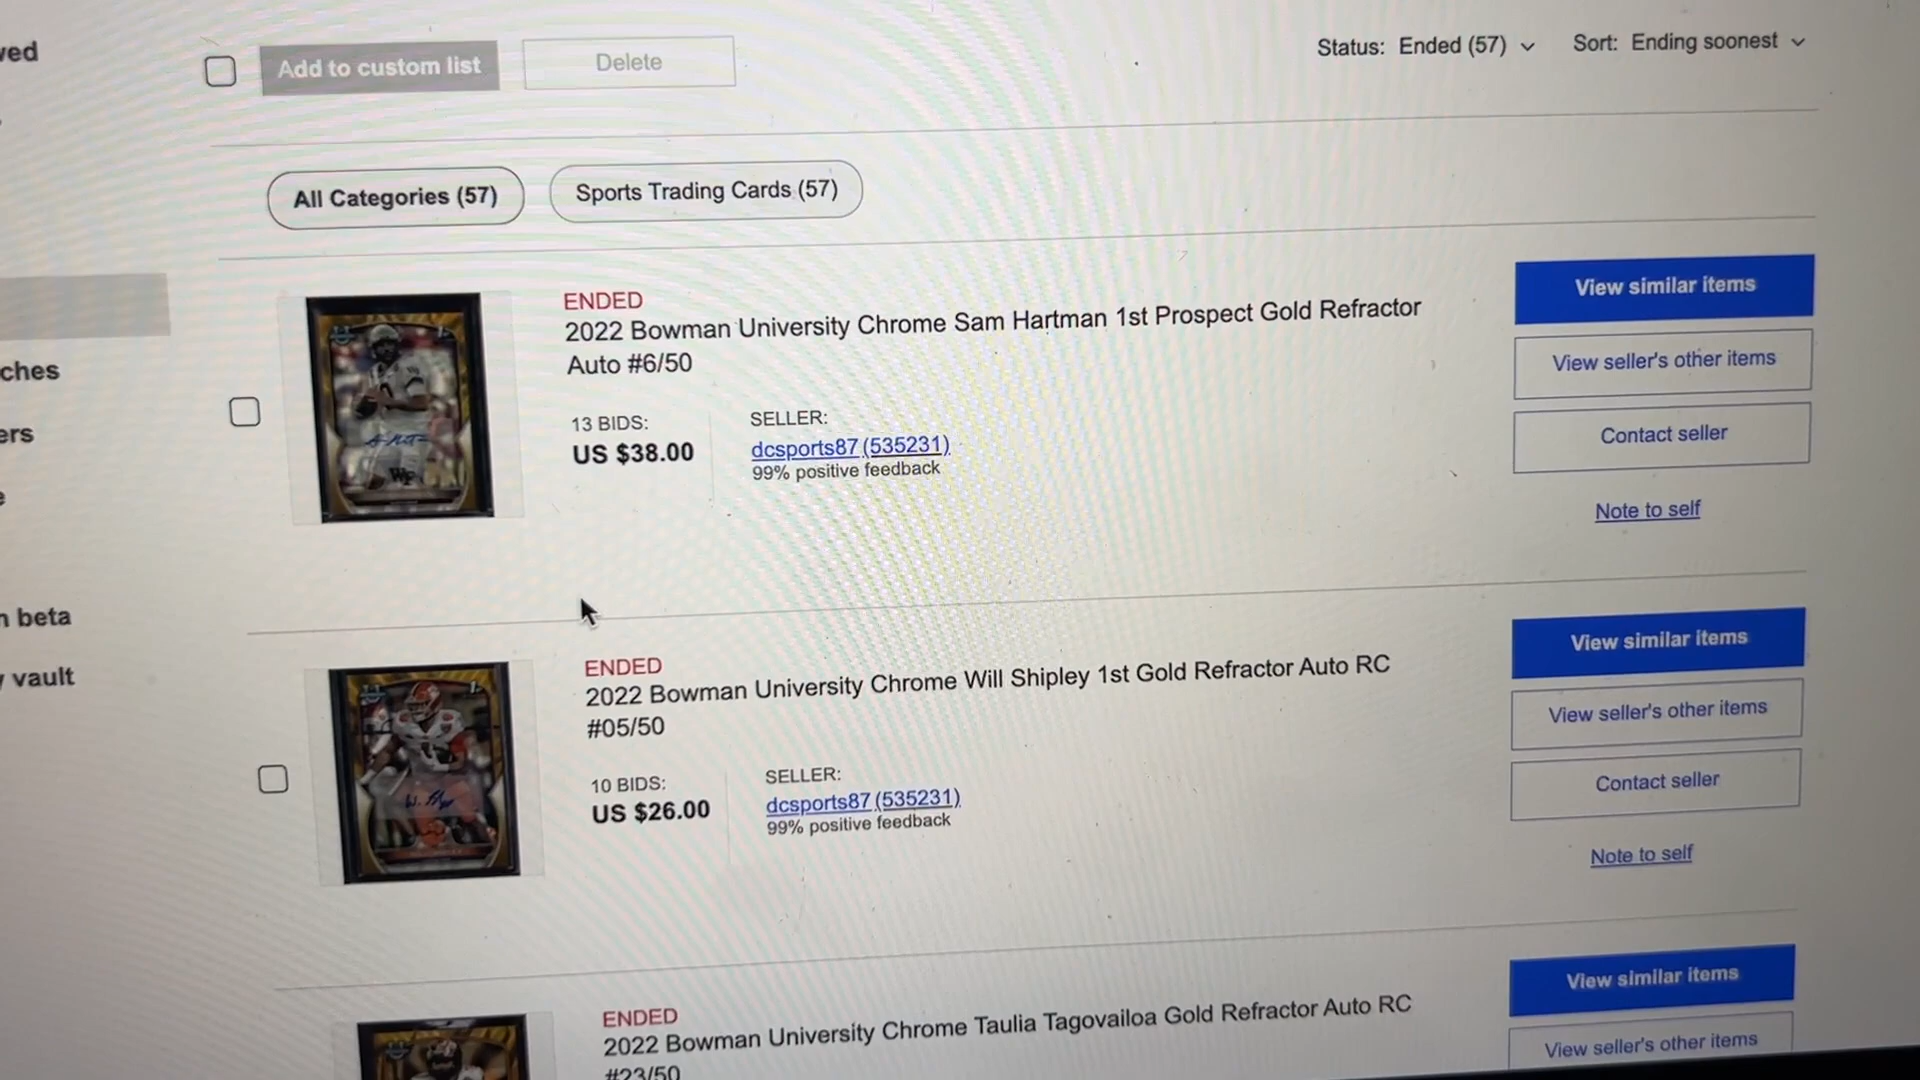 Add to custom list
Delete
Status: Ended (57)
Sort: Ending soonest
All Categories (57)
Sports Trading Cards (57)
ches
ers
n beta
vault
ENDED
2022 Bowman University Chrome Sam Hartman 1st Prospect Gold Refractor
Auto #6/50
13 BIDS:
US $38.00
SELLER:
dcsports87 (535231)
99% positive feedback
View similar items
View seller's other items
Contact seller
Note to self
ENDED
2022 Bowman University Chrome Will Shipley 1st Gold Refractor Auto RC
#05/50
10 BIDS:
US $26.00
SELLER:
dcsports87 (535231)
99% positive feedback
View similar items
View seller's other items
Contact seller
Note to self
ENDED
2022 Bowman University Chrome Taulia Tagovailoa Gold Refractor Auto RC
#23/50
View similar items
View seller's other items